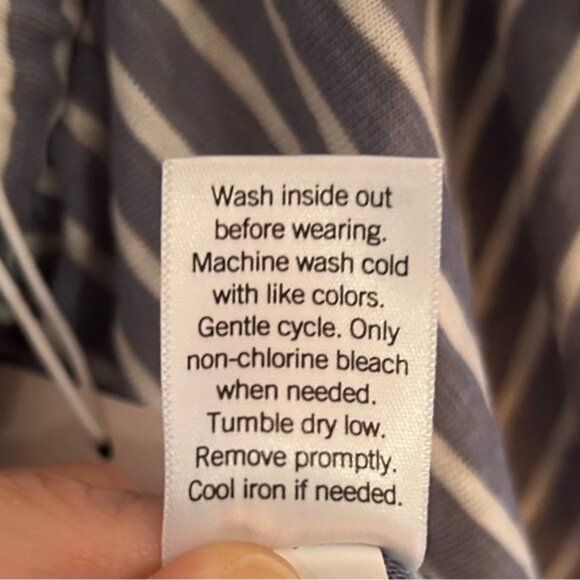 Wash inside out
before wearing.
Machine wash cold
with like colors.
Gentle cycle. Only
non-chlorine bleach
when needed.
Tumble dry low.
Remove promptly.
Cool iron if needed.